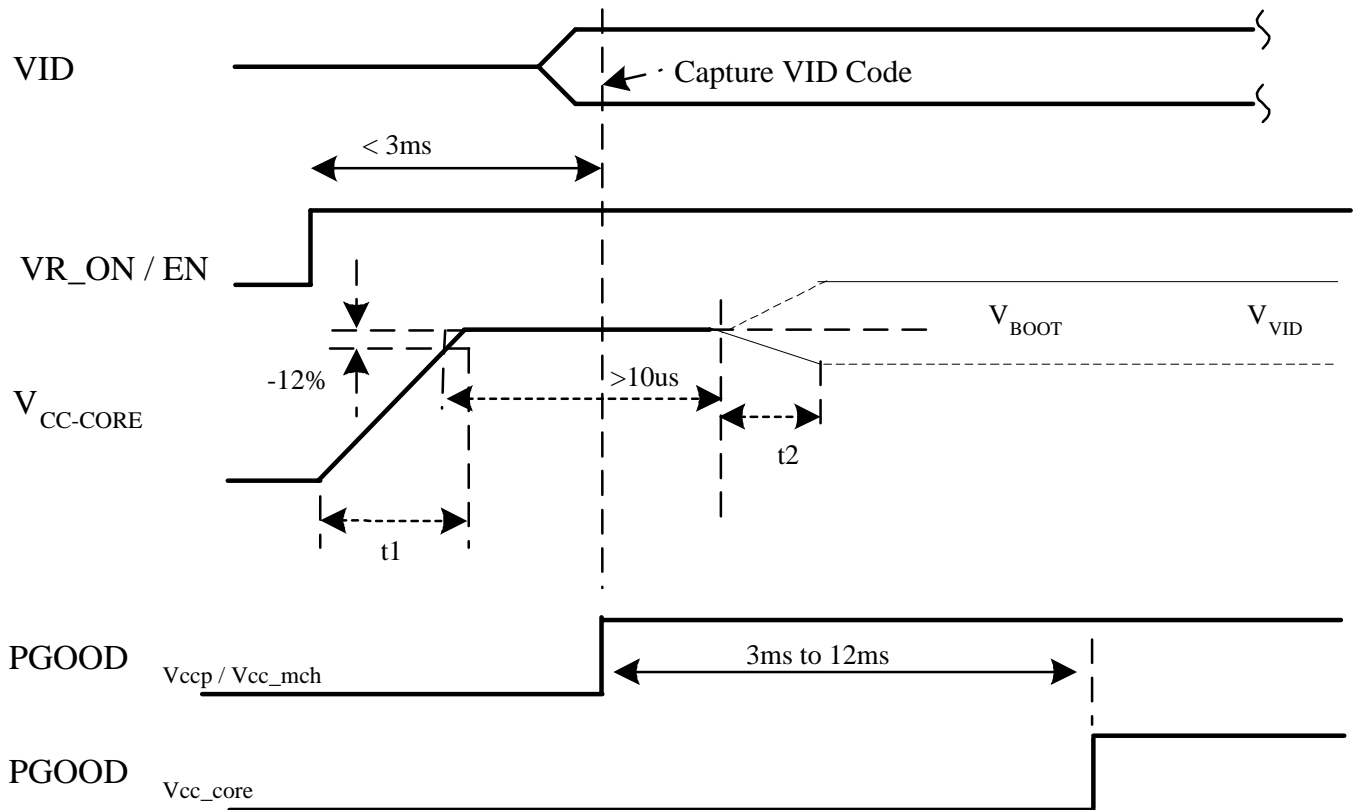 VID
Capture VID Code
< 3ms
VR_ON / EN
V BOOT
V VID
-12%
>10us
V CC-CORE
t2
t1
PGOOD Vccp / Vcc_mch
3ms to 12ms
PGOOD Vcc_core